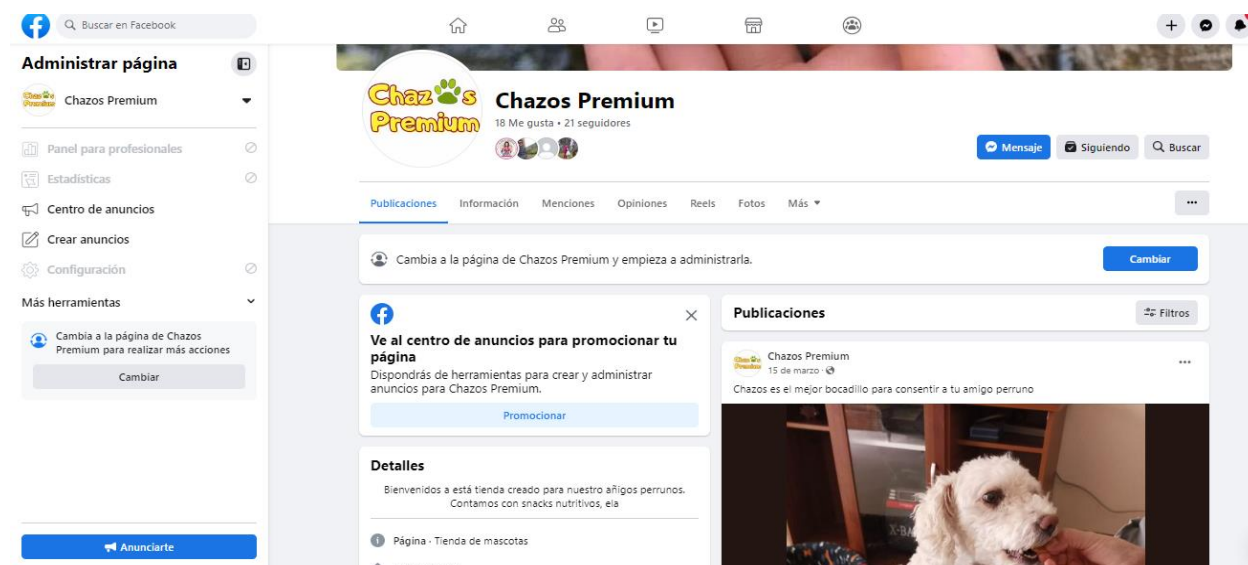 Buscar en Facebook
Administrar página
Chazos Premium
Panel para profesionales
Estadísticas
Centro de anuncios
Crear anuncios
Configuración
Más herramientas
Cambia a la página de Chazos
Premium para realizar más acciones
Cambiar
Anunciarte
Chaz s
Premium
Chazos Premium
18 Me gusta • 21 seguidores
Mensaje
Siguiendo
Buscar
Publicaciones
Información
Menciones
Opiniones
Reels
Fotos
Más
Cambia a la página de Chazos Premium y empieza a administrarla.
Cambiar
Ve al centro de anuncios para promocionar tu
página
Dispondrás de herramientas para crear y administrar
anuncios para Chazos Premium.
Promocionar
Detalles
Bienvenidos a está tienda creado para nuestro añigos perrunos.
Contamos con snacks nutritivos, ela
Página · Tienda de mascotas
Publicaciones
Filtros
Chazos Premium
15 de marzo ·
Chazos es el mejor bocadillo para consentir a tu amigo perruno